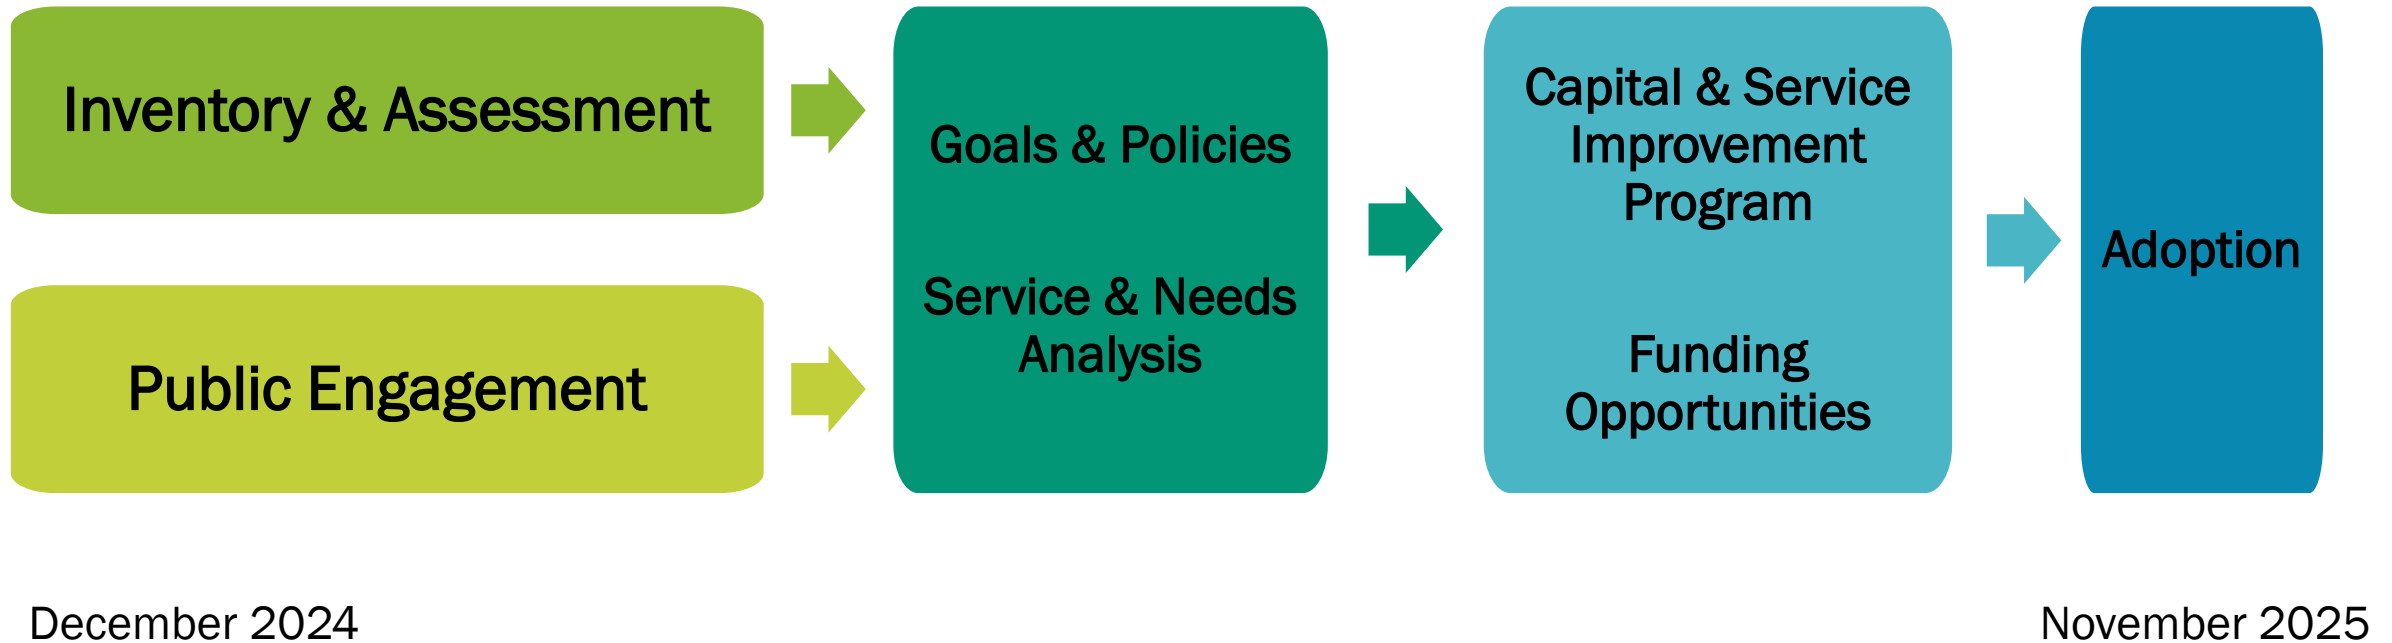 Inventory & Assessment
Public Engagement
Goals & Policies
Service & Needs
Analysis
Capital & Service
Improvement
Program
Funding
Opportunities
Adoption
December 2024
November 2025